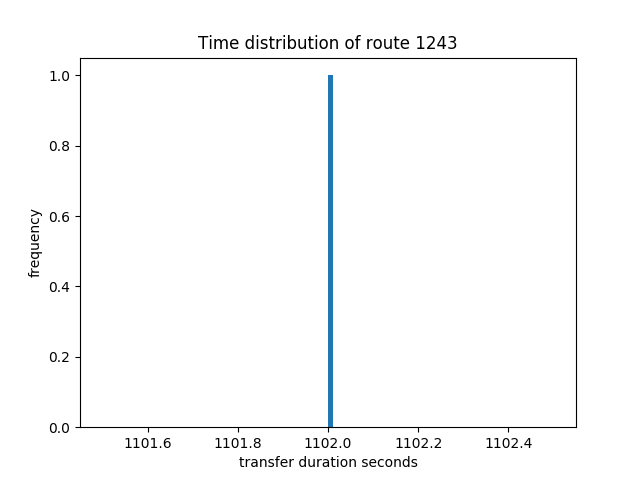 Time distribution of route 1243
1.0
0.8
0.6
0.4
0.2
0.0
frequency
1101.6 1101.8 1102.0 1102.2 1102.4
transfer duration seconds